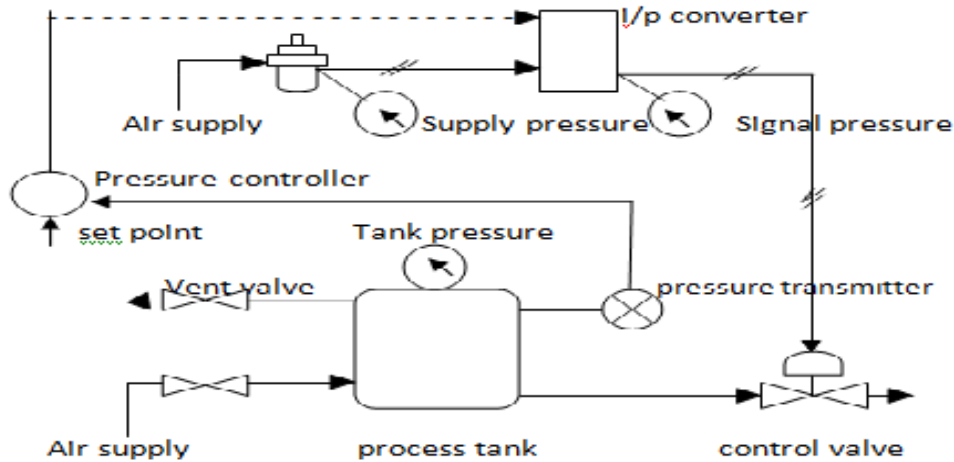 I/p converter
Air supply
Supply pressure
Signal pressure
Pressure controller
set point
Tank pressure
Vent valve
pressure transmitter
Air supply
process tank
control valve